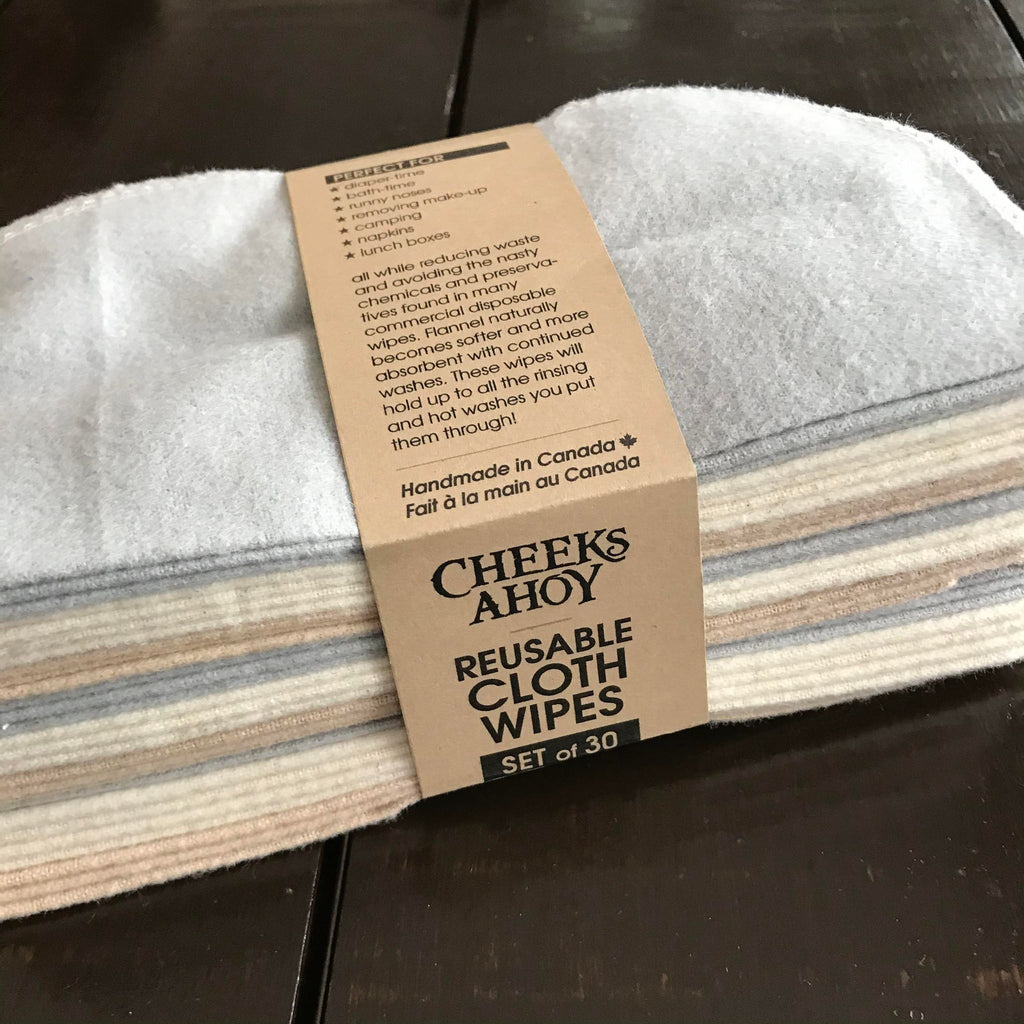 PERFECT FOR
★ diaper-time
★ bath-time
★ runny noses
★ removing make-up
★ camping
★ napkins
★ lunch boxes
all while reducing waste
and avoiding the nasty
chemicals and preserva-
tives found in many
commercial disposable
wipes. Flannel naturally
becomes softer and more
absorbent with continued
washes. These wipes will
hold up to all the rinsing
and hot washes you put
them through!
Handmade in Canada
Fait à la main au Canada
CHEEKS
AHOY
REUSABLE
CLOTH
WIPES
SET of 30